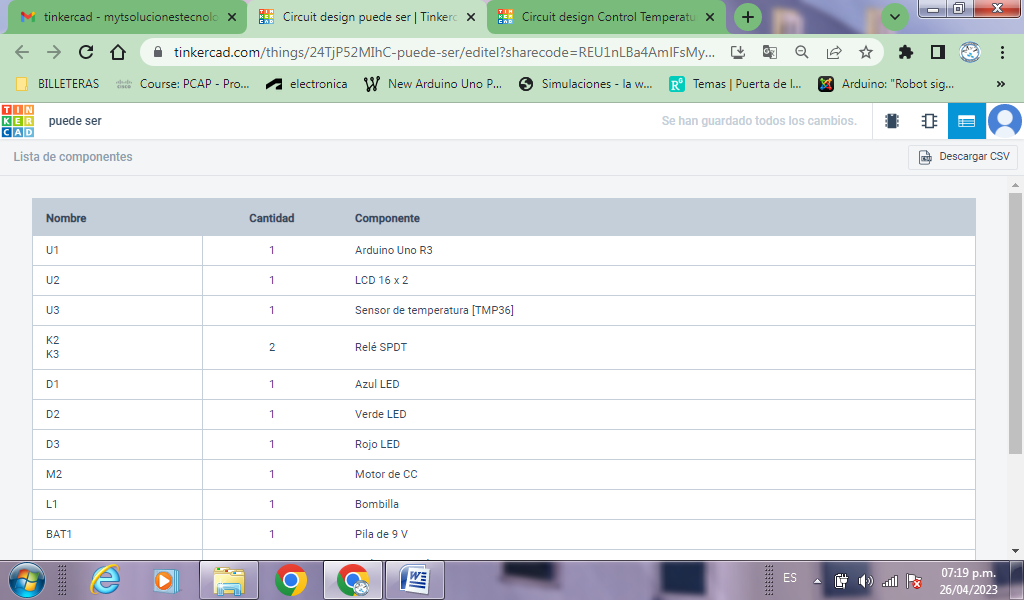 tinkercad - mytsolucionestecnolo
Circuit design puede ser | Tinkerc
Circuit design Control Temperatu
tinkercad.com/things/24TjP52MIhC-puede-ser/editel?sharecode=REU1nLBa4AmIFsMy...
BILLETERAS
Course: PCAP - Pro...
electronica
New Arduino Uno P...
Simulaciones - la w...
Temas | Puerta de I...
Arduino: "Robot sig...
»
TIN
KER
CAD
puede ser
Se han guardado todos los cambios.
Lista de componentes
Descargar CSV
Nombre Cantidad Componente
U1 1 Arduino Uno R3
U2 1 LCD 16 x 2
U3 1 Sensor de temperatura [TMP36]
K2
K3 2 Relé SPDT
D1 1 Azul LED
D2 1 Verde LED
D3 1 Rojo LED
M2 1 Motor de CC
L1 1 Bombilla
BAT1 1 Pila de 9 V
ES
07:19 p.m.
26/04/2023